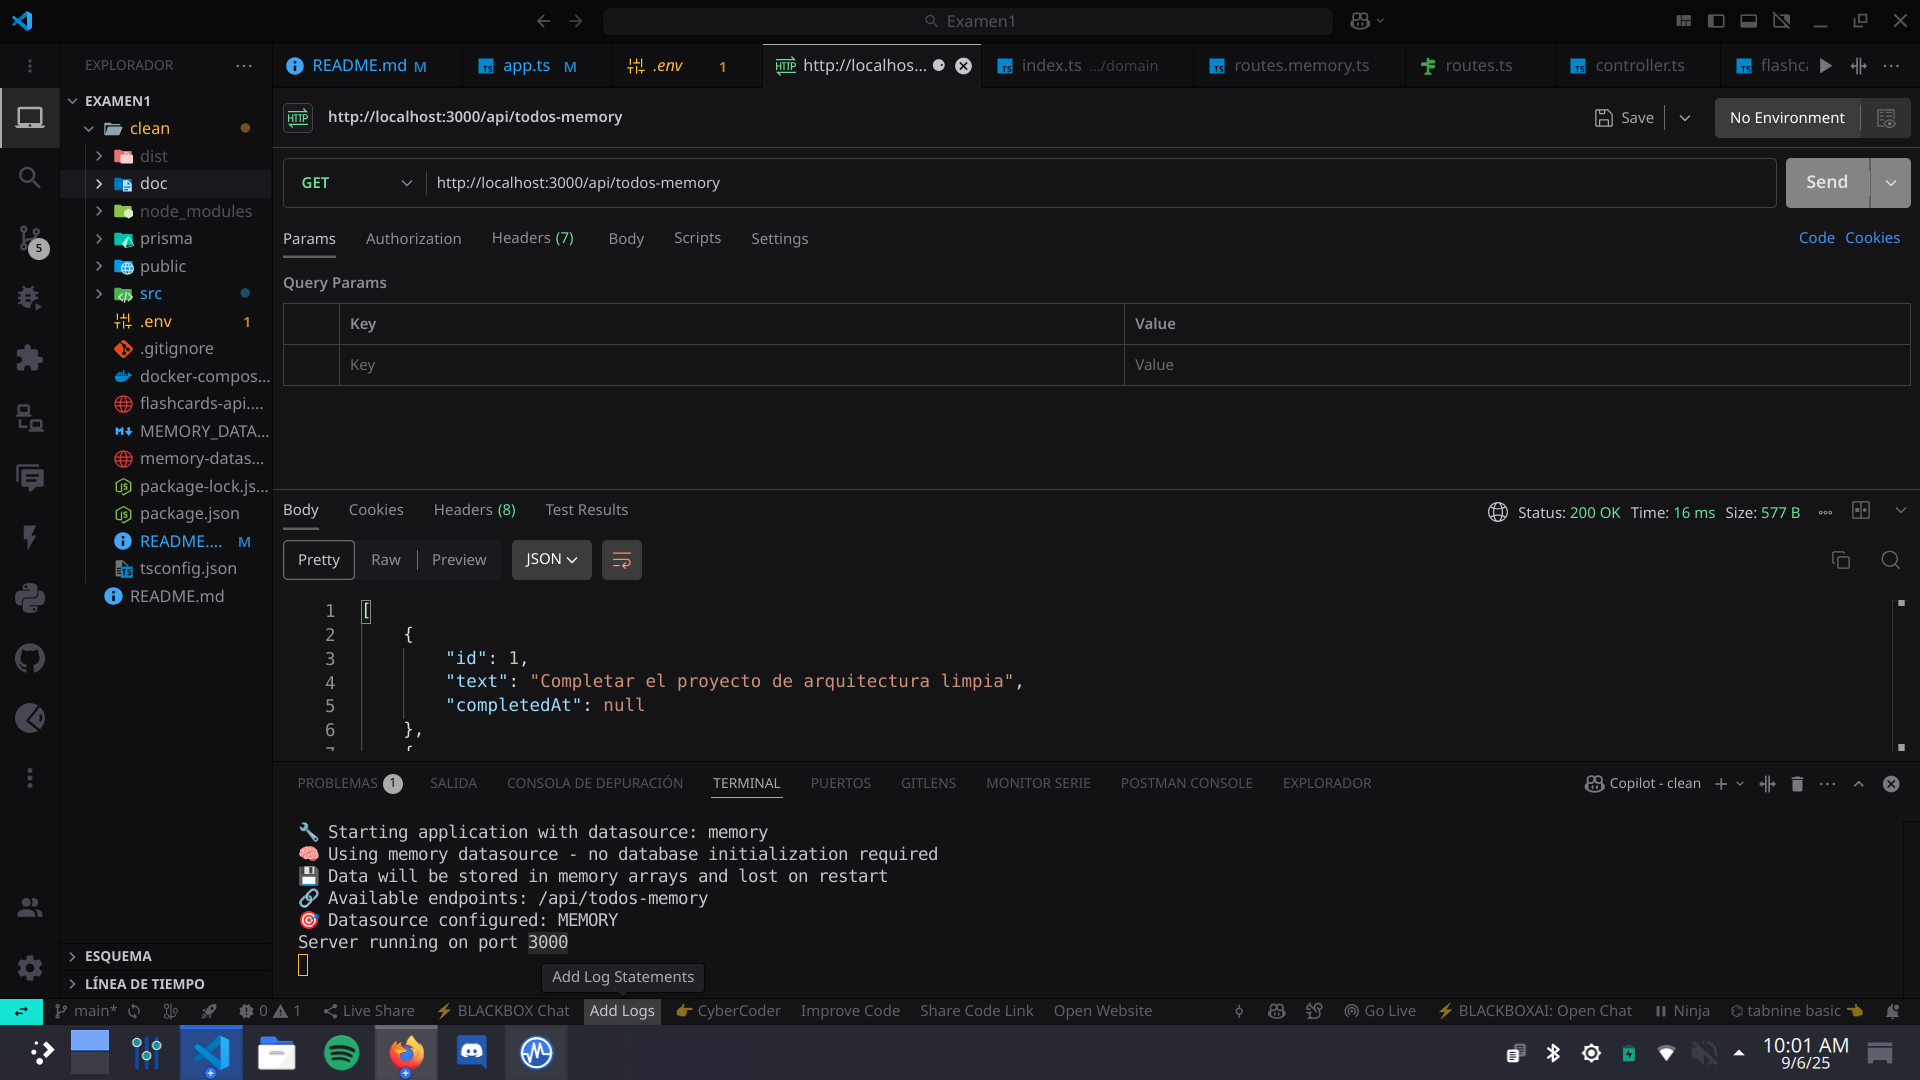 Examen1
EXPLORADOR
README.md M
app.ts M
.env 1
http://localhos...
index.ts .../domain
routes.memory.ts
routes.ts
controller.ts
flashca
EXAMEN1
clean
dist
doc
node_modules
prisma
public
src
.env 1
.gitignore
docker-compos...
flashcards-api....
MEMORY_DATA...
memory-datas...
package-lock.js...
package.json
README.... M
tsconfig.json
README.md
ESQUEMA
LÍNEA DE TIEMPO
5
HTTP http://localhost:3000/api/todos-memory
Save
No Environment
GET http://localhost:3000/api/todos-memory
Send
Params Authorization Headers (7) Body Scripts Settings
Code Cookies
Query Params
Key Value
Key Value
Body Cookies Headers (8) Test Results
Status: 200 OK Time: 16 ms Size: 577 B
Pretty Raw Preview JSON
1 [
2 {
3 "id": 1,
4 "text": "Completar el proyecto de arquitectura limpia",
5 "completedAt": null
6 },
7 {
PROBLEMAS 1 SALIDA CONSOLA DE DEPURACIÓN TERMINAL PUERTOS GITLENS MONITOR SERIE POSTMAN CONSOLE EXPLORADOR
Copilot - clean
🔧 Starting application with datasource: memory
🧠 Using memory datasource - no database initialization required
💾 Data will be stored in memory arrays and lost on restart
🔗 Available endpoints: /api/todos-memory
🎯 Datasource configured: MEMORY
Server running on port 3000
Add Log Statements
main* 0 1 Live Share BLACKBOX Chat Add Logs CyberCoder Improve Code Share Code Link Open Website Go Live BLACKBOXAI: Open Chat Ninja tabnine basic
10:01 AM
9/6/25